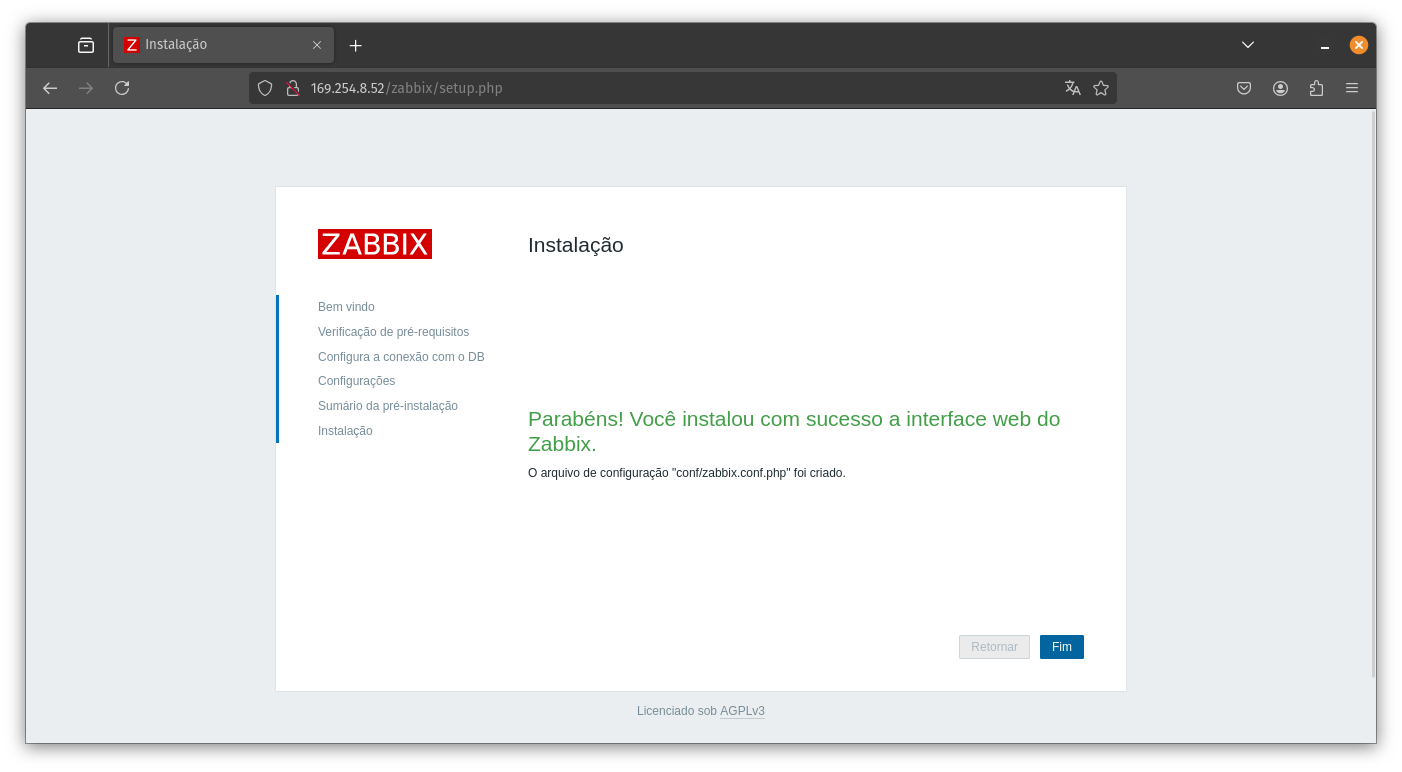 Instalação
169.254.8.52/zabbix/setup.php
ZABBIX
Instalação
Bem vindo
Verificação de pré-requisitos
Configura a conexão com o DB
Configurações
Sumário da pré-instalação
Instalação
Parabéns! Você instalou com sucesso a interface web do
Zabbix.
O arquivo de configuração "conf/zabbix.conf.php" foi criado.
Retornar
Fim
Licenciado sob AGPLv3